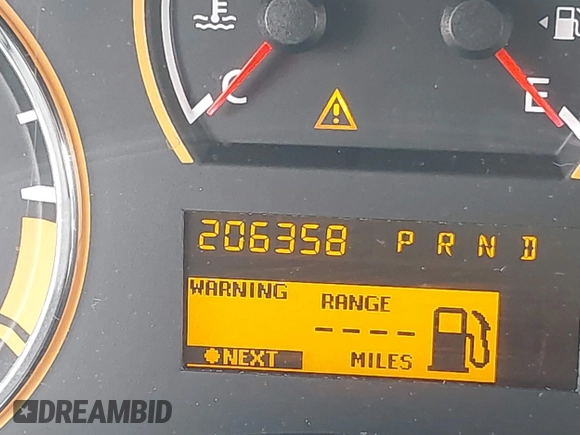 C
E
206358 P R N D
WARNING
RANGE
----
NEXT
MILES
DREAMBID